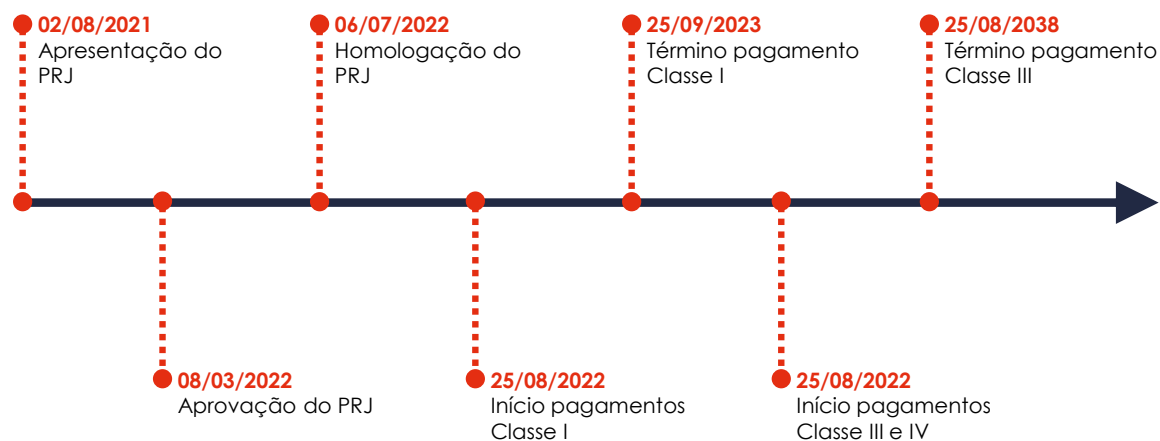 02/08/2021
Apresentação do
PRJ
06/07/2022
Homologação do
PRJ
25/09/2023
Término pagamento
Classe I
25/08/2038
Término pagamento
Classe III
08/03/2022
Aprovação do PRJ
25/08/2022
Início pagamentos
Classe I
25/08/2022
Início pagamentos
Classe III e IV